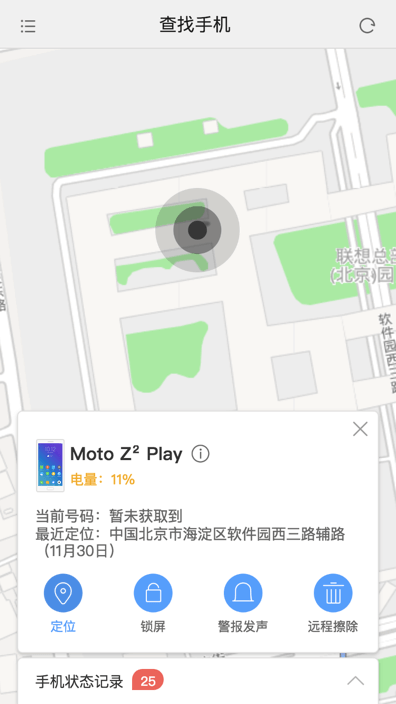 查找手机
联想总部
(北京)园
软件园西三路
Moto Z² Play
电量：11%
当前号码：暂未获取到
最近定位：中国北京市海淀区软件园西三路辅路
（11月30日）
定位
锁屏
警报发声
远程擦除
手机状态记录 25